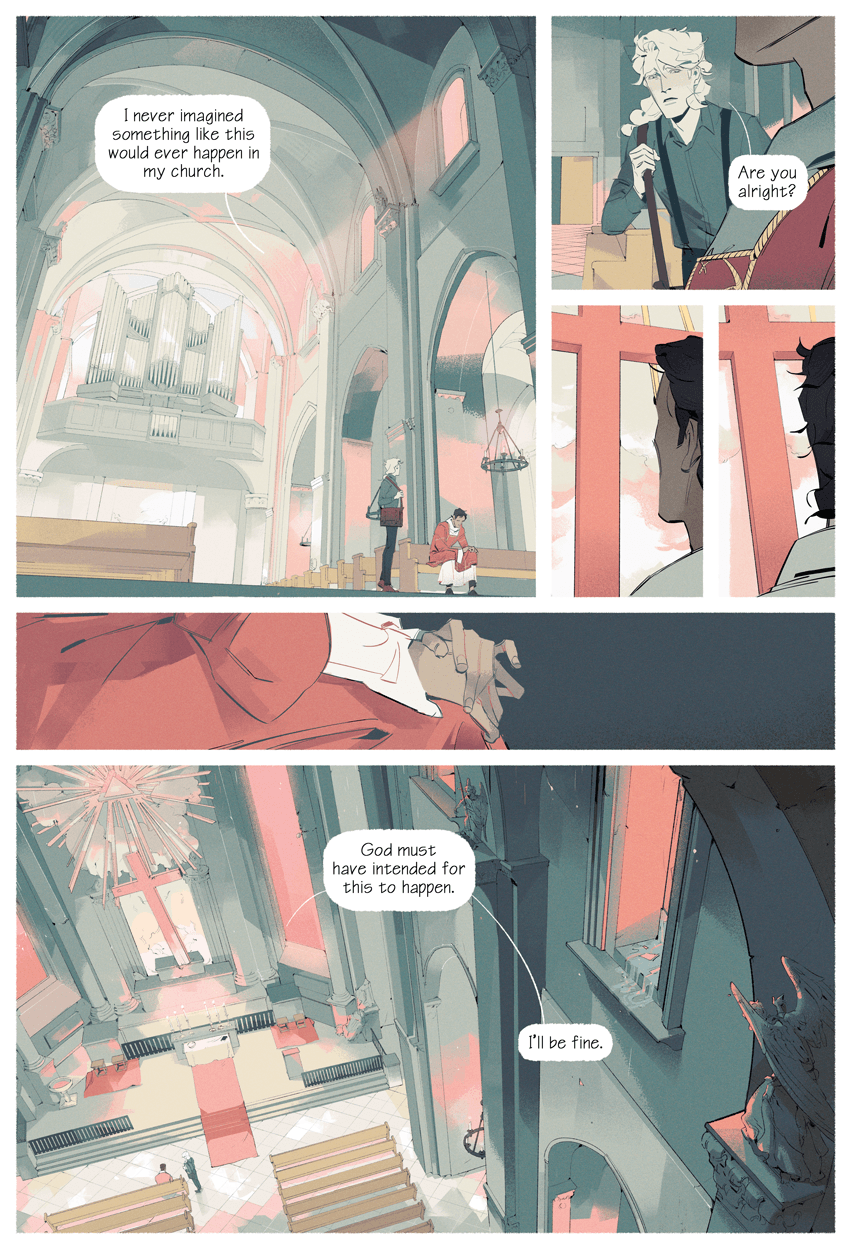 I never imagined
something like this
would ever happen in
my church.
Are you
alright?
God must
have intended for
this to happen.
I'll be fine.